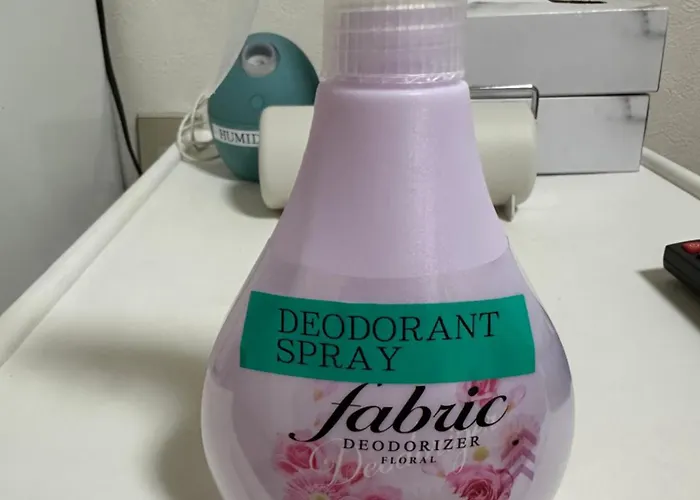 HUMID
DEODORANT
SPRAY
fabric
DEODORIZER
FLORAL